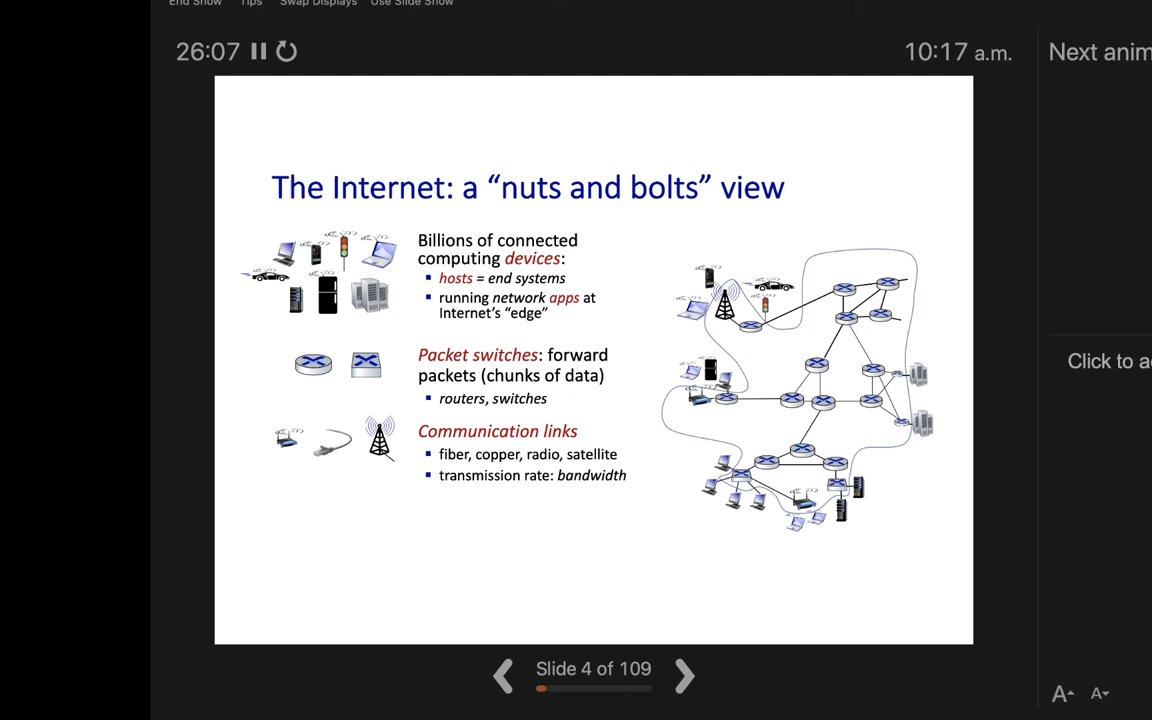 End Show Tips Swap Displays Use Slide Show
26:07
10:17 a.m.
Next anim
The Internet: a “nuts and bolts” view
Billions of connected
computing devices:
▪ hosts = end systems
▪ running network apps at
Internet’s “edge”
Packet switches: forward
packets (chunks of data)
▪ routers, switches
Communication links
▪ fiber, copper, radio, satellite
▪ transmission rate: bandwidth
Click to a
Slide 4 of 109
A A